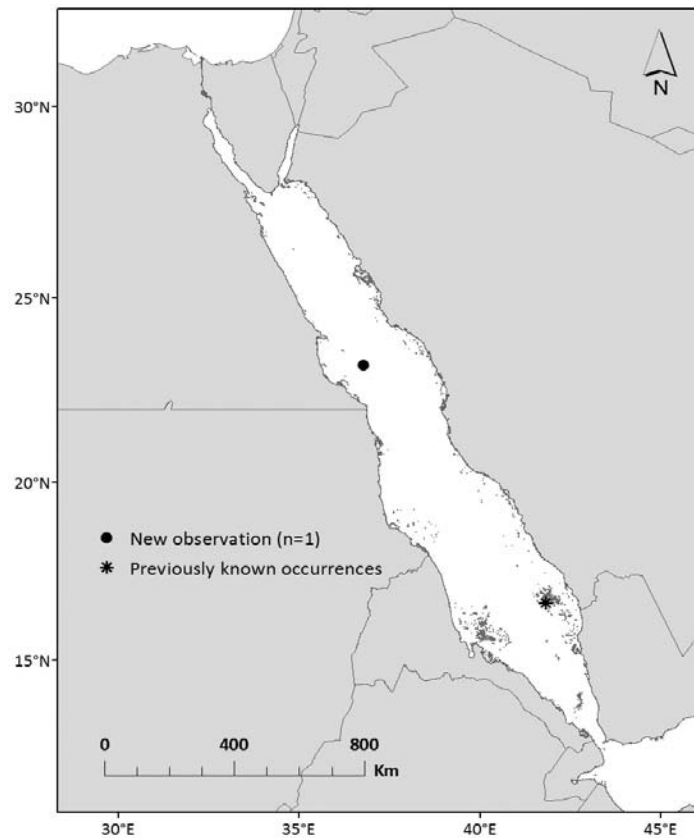 N
30°N
25°N
20°N
New observation (n=1)
Previously known occurrences
15°N
0 400 800
Km
30°E 35°E 40°E 45°E